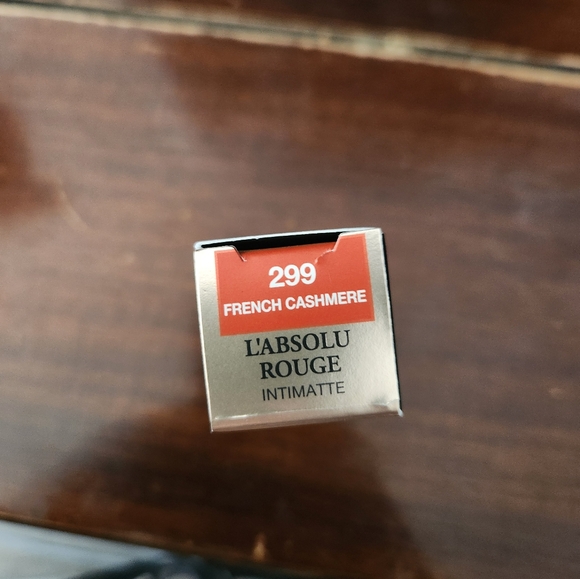 299
FRENCH CASHMERE
L'ABSOLU
ROUGE
INTIMATTE